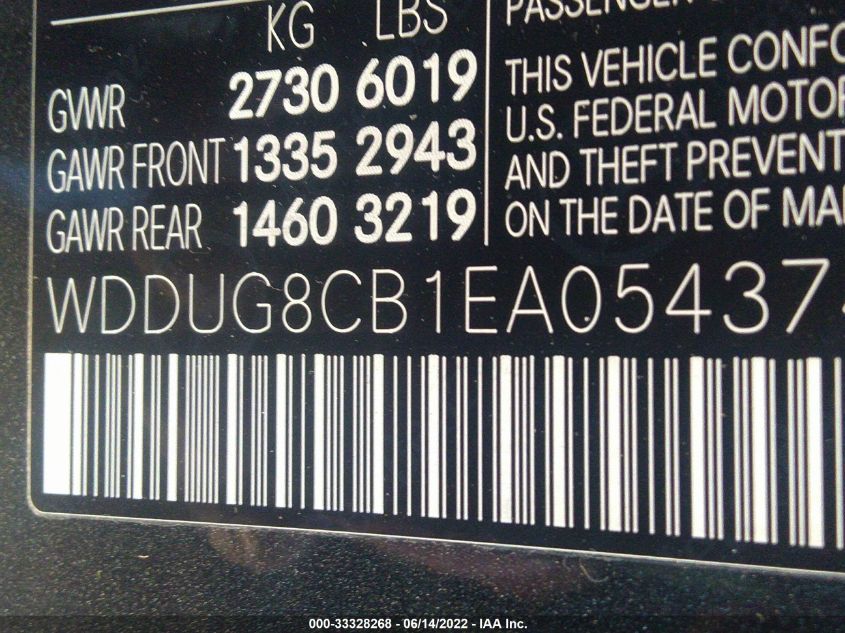 KG LBS
GVWR 2730 6019
GAWR FRONT 1335 2943
GAWR REAR 1460 3219
PASSENGER
THIS VEHICLE CONFO
U.S. FEDERAL MOTOR
AND THEFT PREVENT
ON THE DATE OF MA
WDDUG8CB1EA05437
000-33328268 - 06/14/2022 - IAA Inc.